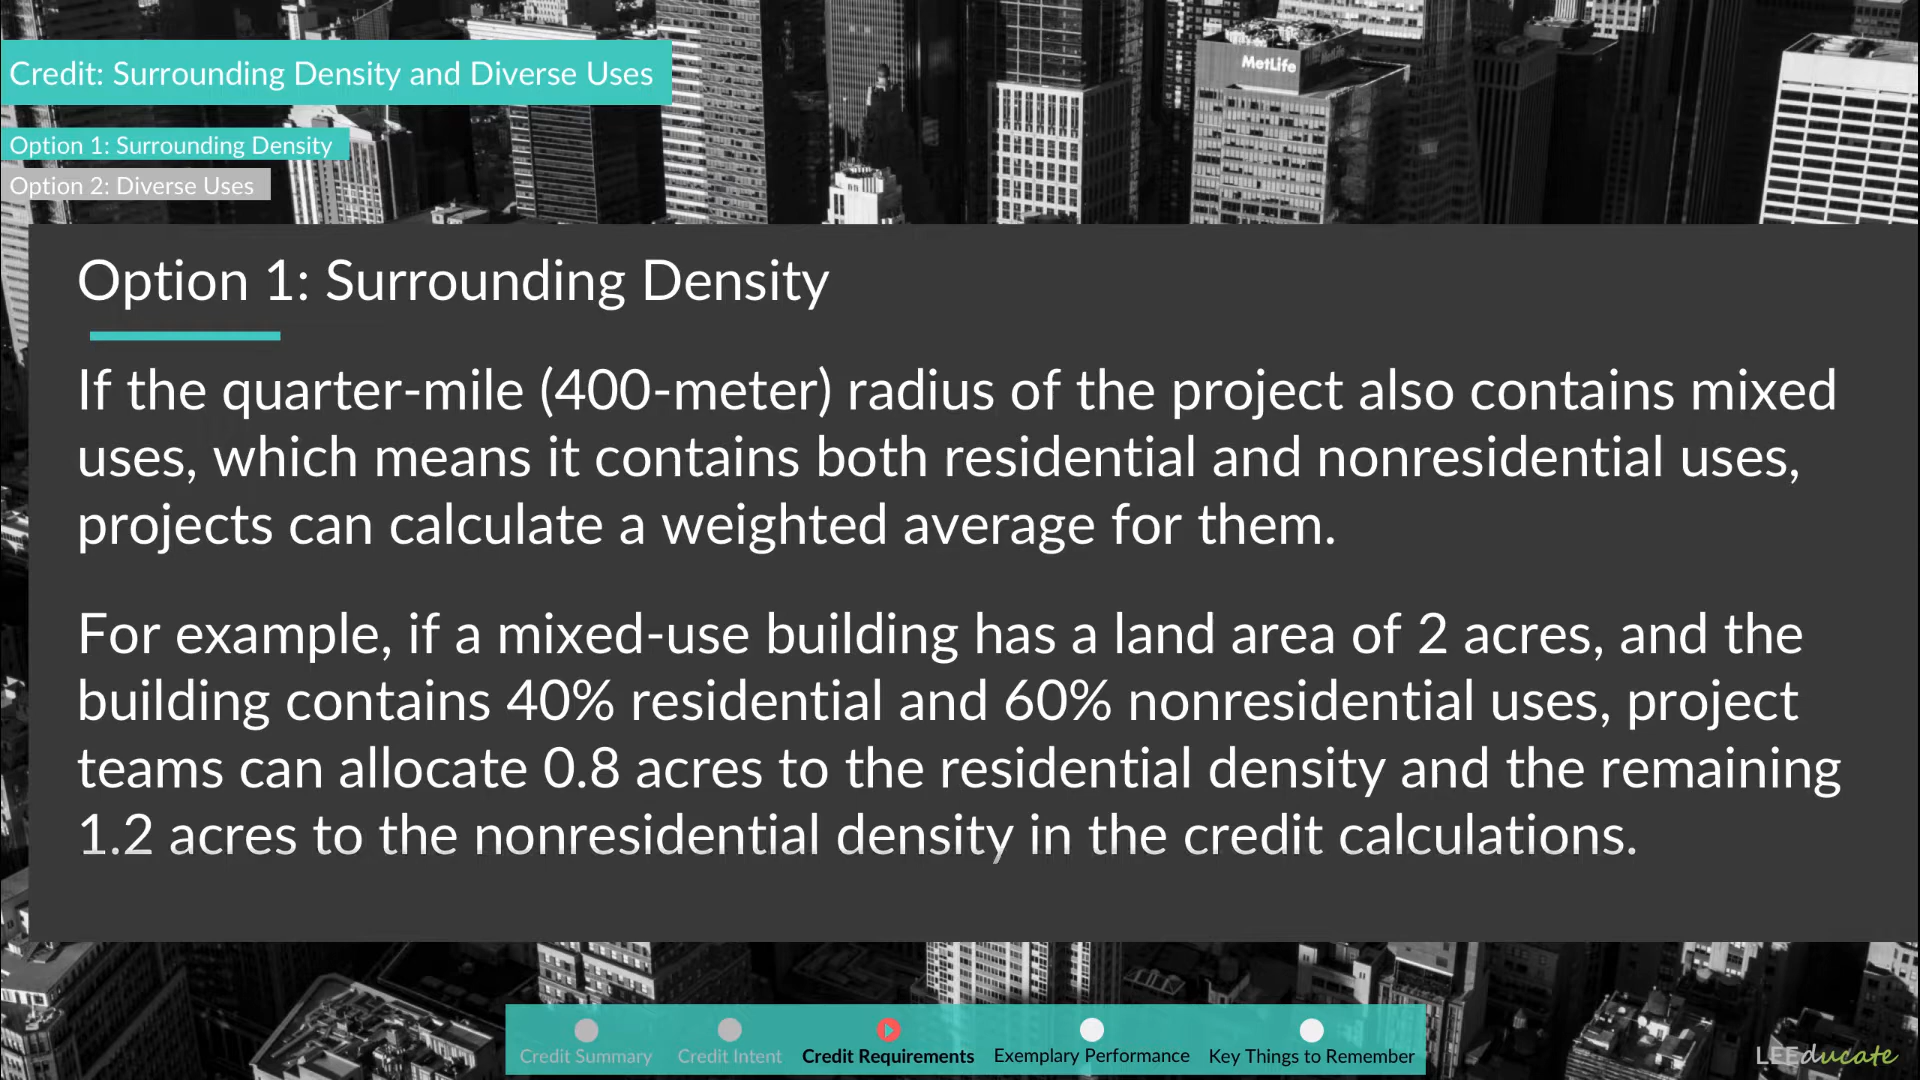 MetLife
Credit: Surrounding Density and Diverse Uses
Option 1: Surrounding Density
Option 2: Diverse Uses
Option 1: Surrounding Density
If the quarter-mile (400-meter) radius of the project also contains mixed
uses, which means it contains both residential and nonresidential uses,
projects can calculate a weighted average for them.
For example, if a mixed-use building has a land area of 2 acres, and the
building contains 40% residential and 60% nonresidential uses, project
teams can allocate 0.8 acres to the residential density and the remaining
1.2 acres to the nonresidential density in the credit calculations.
Credit Summary
Credit Intent
Credit Requirements
Exemplary Performance
Key Things to Remember
LEEducate